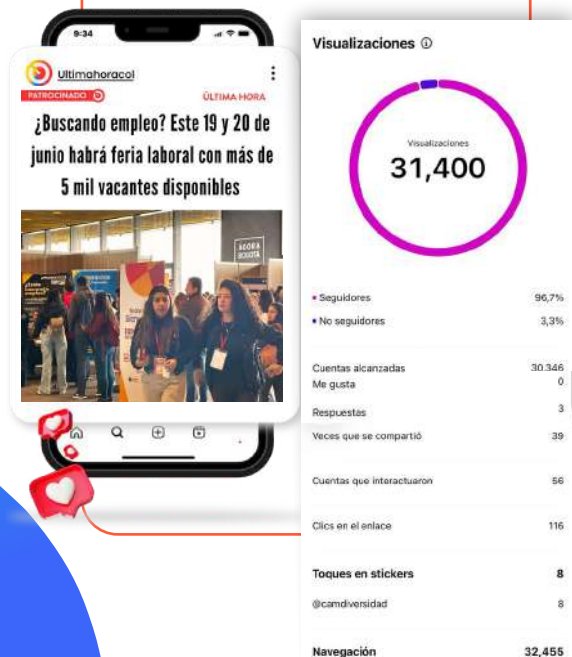 9:34
Ultimahoracol
PATROCINADO
ÚLTIMA HORA
¿Buscando empleo? Este 19 y 20 de
junio habrá feria laboral con más de
5 mil vacantes disponibles
AGORA
BOGOTÁ
Visualizaciones
Visualizaciones
31,400
Seguidores 96,7%
No seguidores 3,3%
Cuentas alcanzadas 30.346
Me gusta 0
Respuestas 3
Veces que se compartió 39
Cuentas que interactuaron 56
Clics en el enlace 116
Toques en stickers 8
@camdiversidad 8
Navegación 32,455